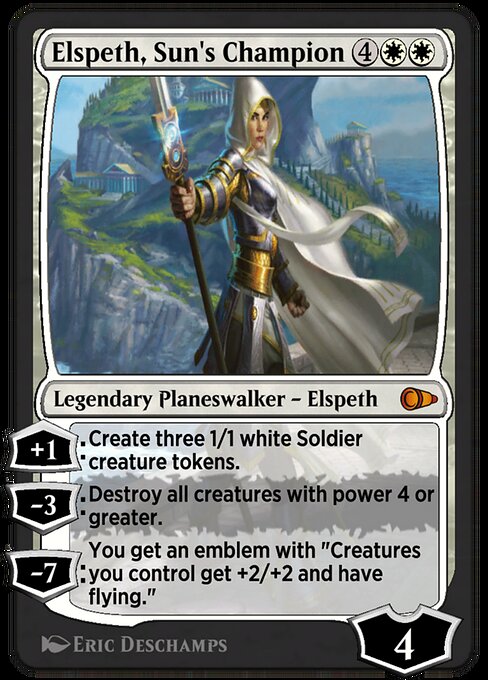 Elspeth, Sun's Champion 4
Legendary Planeswalker – Elspeth
+1: Create three 1/1 white Soldier
creature tokens.
−3: Destroy all creatures with power 4 or
greater.
−7: You get an emblem with "Creatures
you control get +2/+2 and have
flying."
Eric Deschamps
4